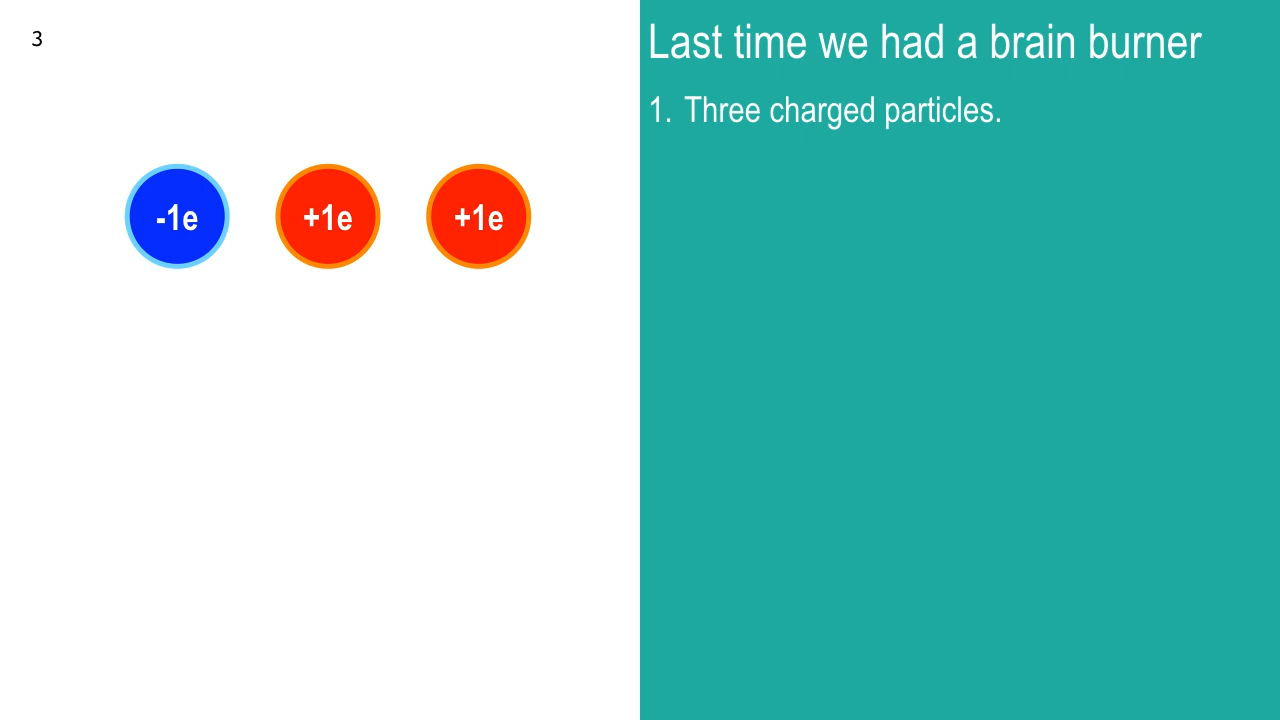 3
Last time we had a brain burner
1. Three charged particles.
-1e +1e +1e